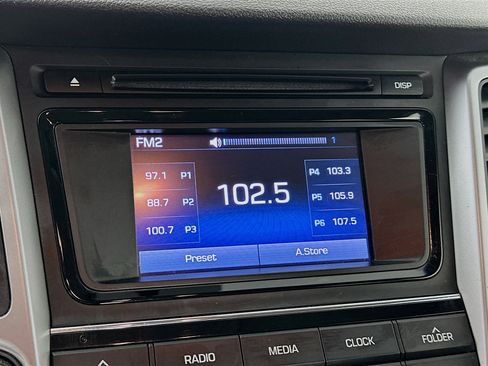 DISP
FM2 1
97.1 P1
88.7 P2
100.7 P3
102.5
P4 103.3
P5 105.9
P6 107.5
Preset A.Store
RADIO MEDIA CLOCK FOLDER